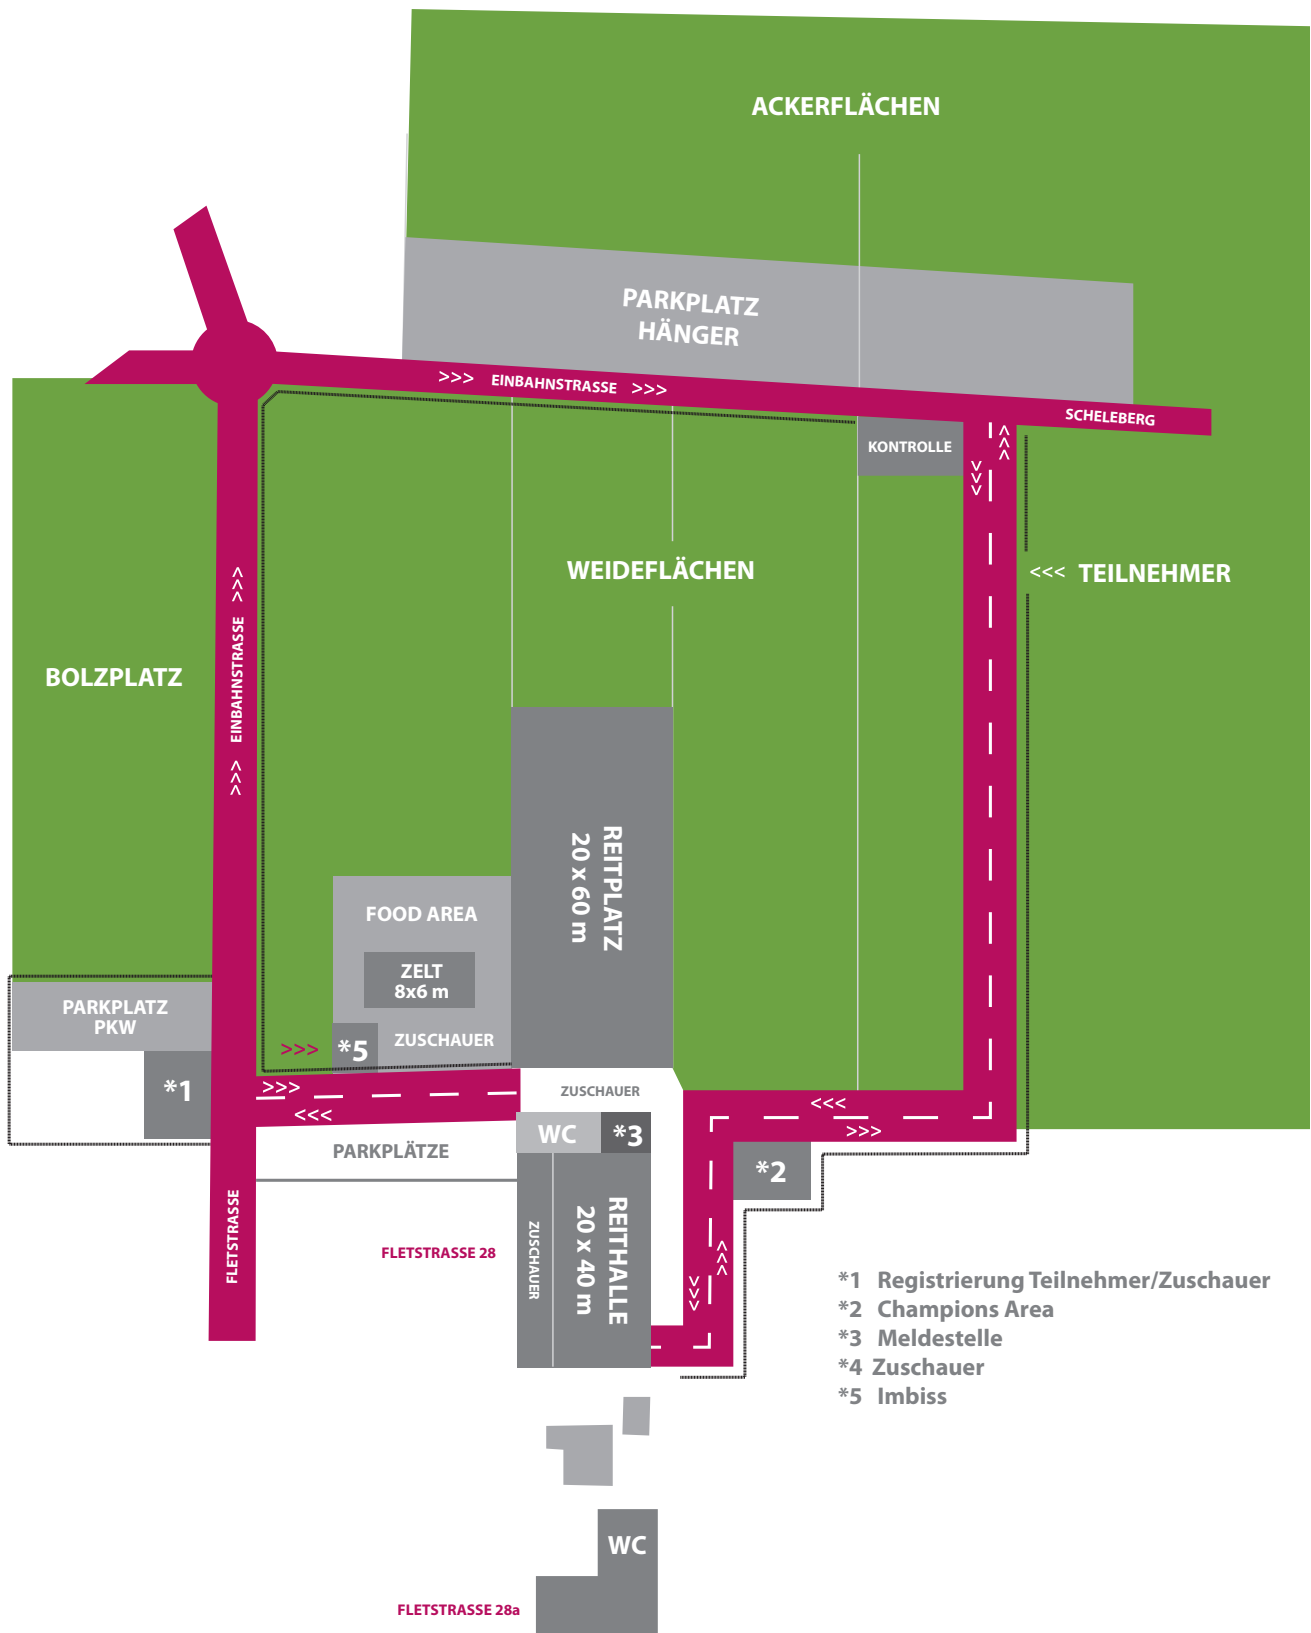 ACKERFLÄCHEN
PARKPLATZ
HÄNGER
>>> EINBAHNSTRASSE >>>
SCHELEBERG
KONTROLLE
>>>
>>>
WEIDEFLÄCHEN
<<< TEILNEHMER
BOLZPLATZ
>>> EINBAHNSTRASSE >>>
REITPLATZ
20 x 60 m
FOOD AREA
ZELT
8x6 m
ZUSCHAUER
PARKPLATZ
PKW
>>>
*5
*1
>>>
<<<
ZUSCHAUER
<<<
>>>
WC
*3
PARKPLÄTZE
*2
FLETSTRASSE
ZUSCHAUER
REITHALLE
20 x 40 m
>>>
>>>
FLETSTRASSE 28
*1 Registrierung Teilnehmer/Zuschauer
*2 Champions Area
*3 Meldestelle
*4 Zuschauer
*5 Imbiss
WC
FLETSTRASSE 28a